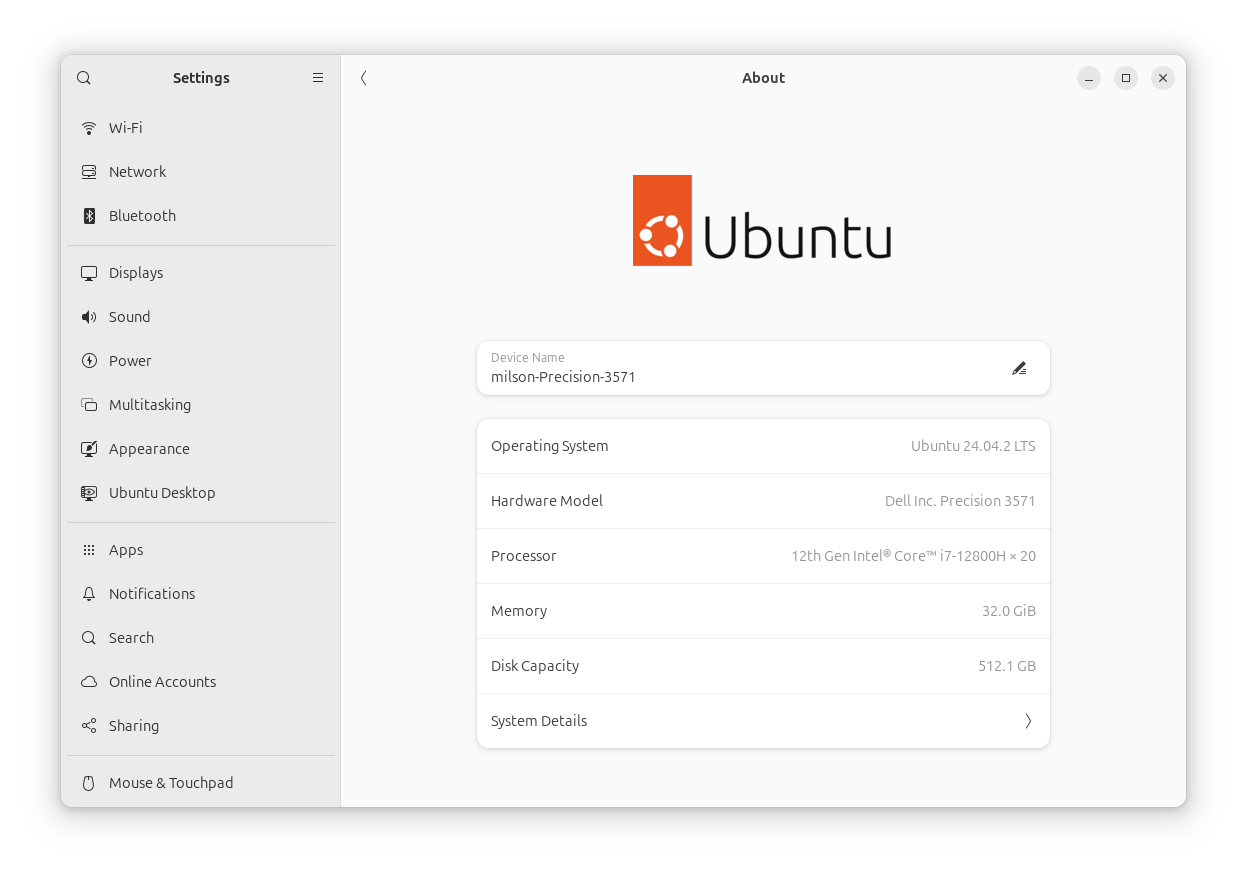 Settings
Wi-Fi
Network
Bluetooth
Displays
Sound
Power
Multitasking
Appearance
Ubuntu Desktop
Apps
Notifications
Search
Online Accounts
Sharing
Mouse & Touchpad
About
Ubuntu
Device Name
milson-Precision-3571
Operating System Ubuntu 24.04.2 LTS
Hardware Model Dell Inc. Precision 3571
Processor 12th Gen Intel® Core™ i7-12800H × 20
Memory 32.0 GiB
Disk Capacity 512.1 GB
System Details